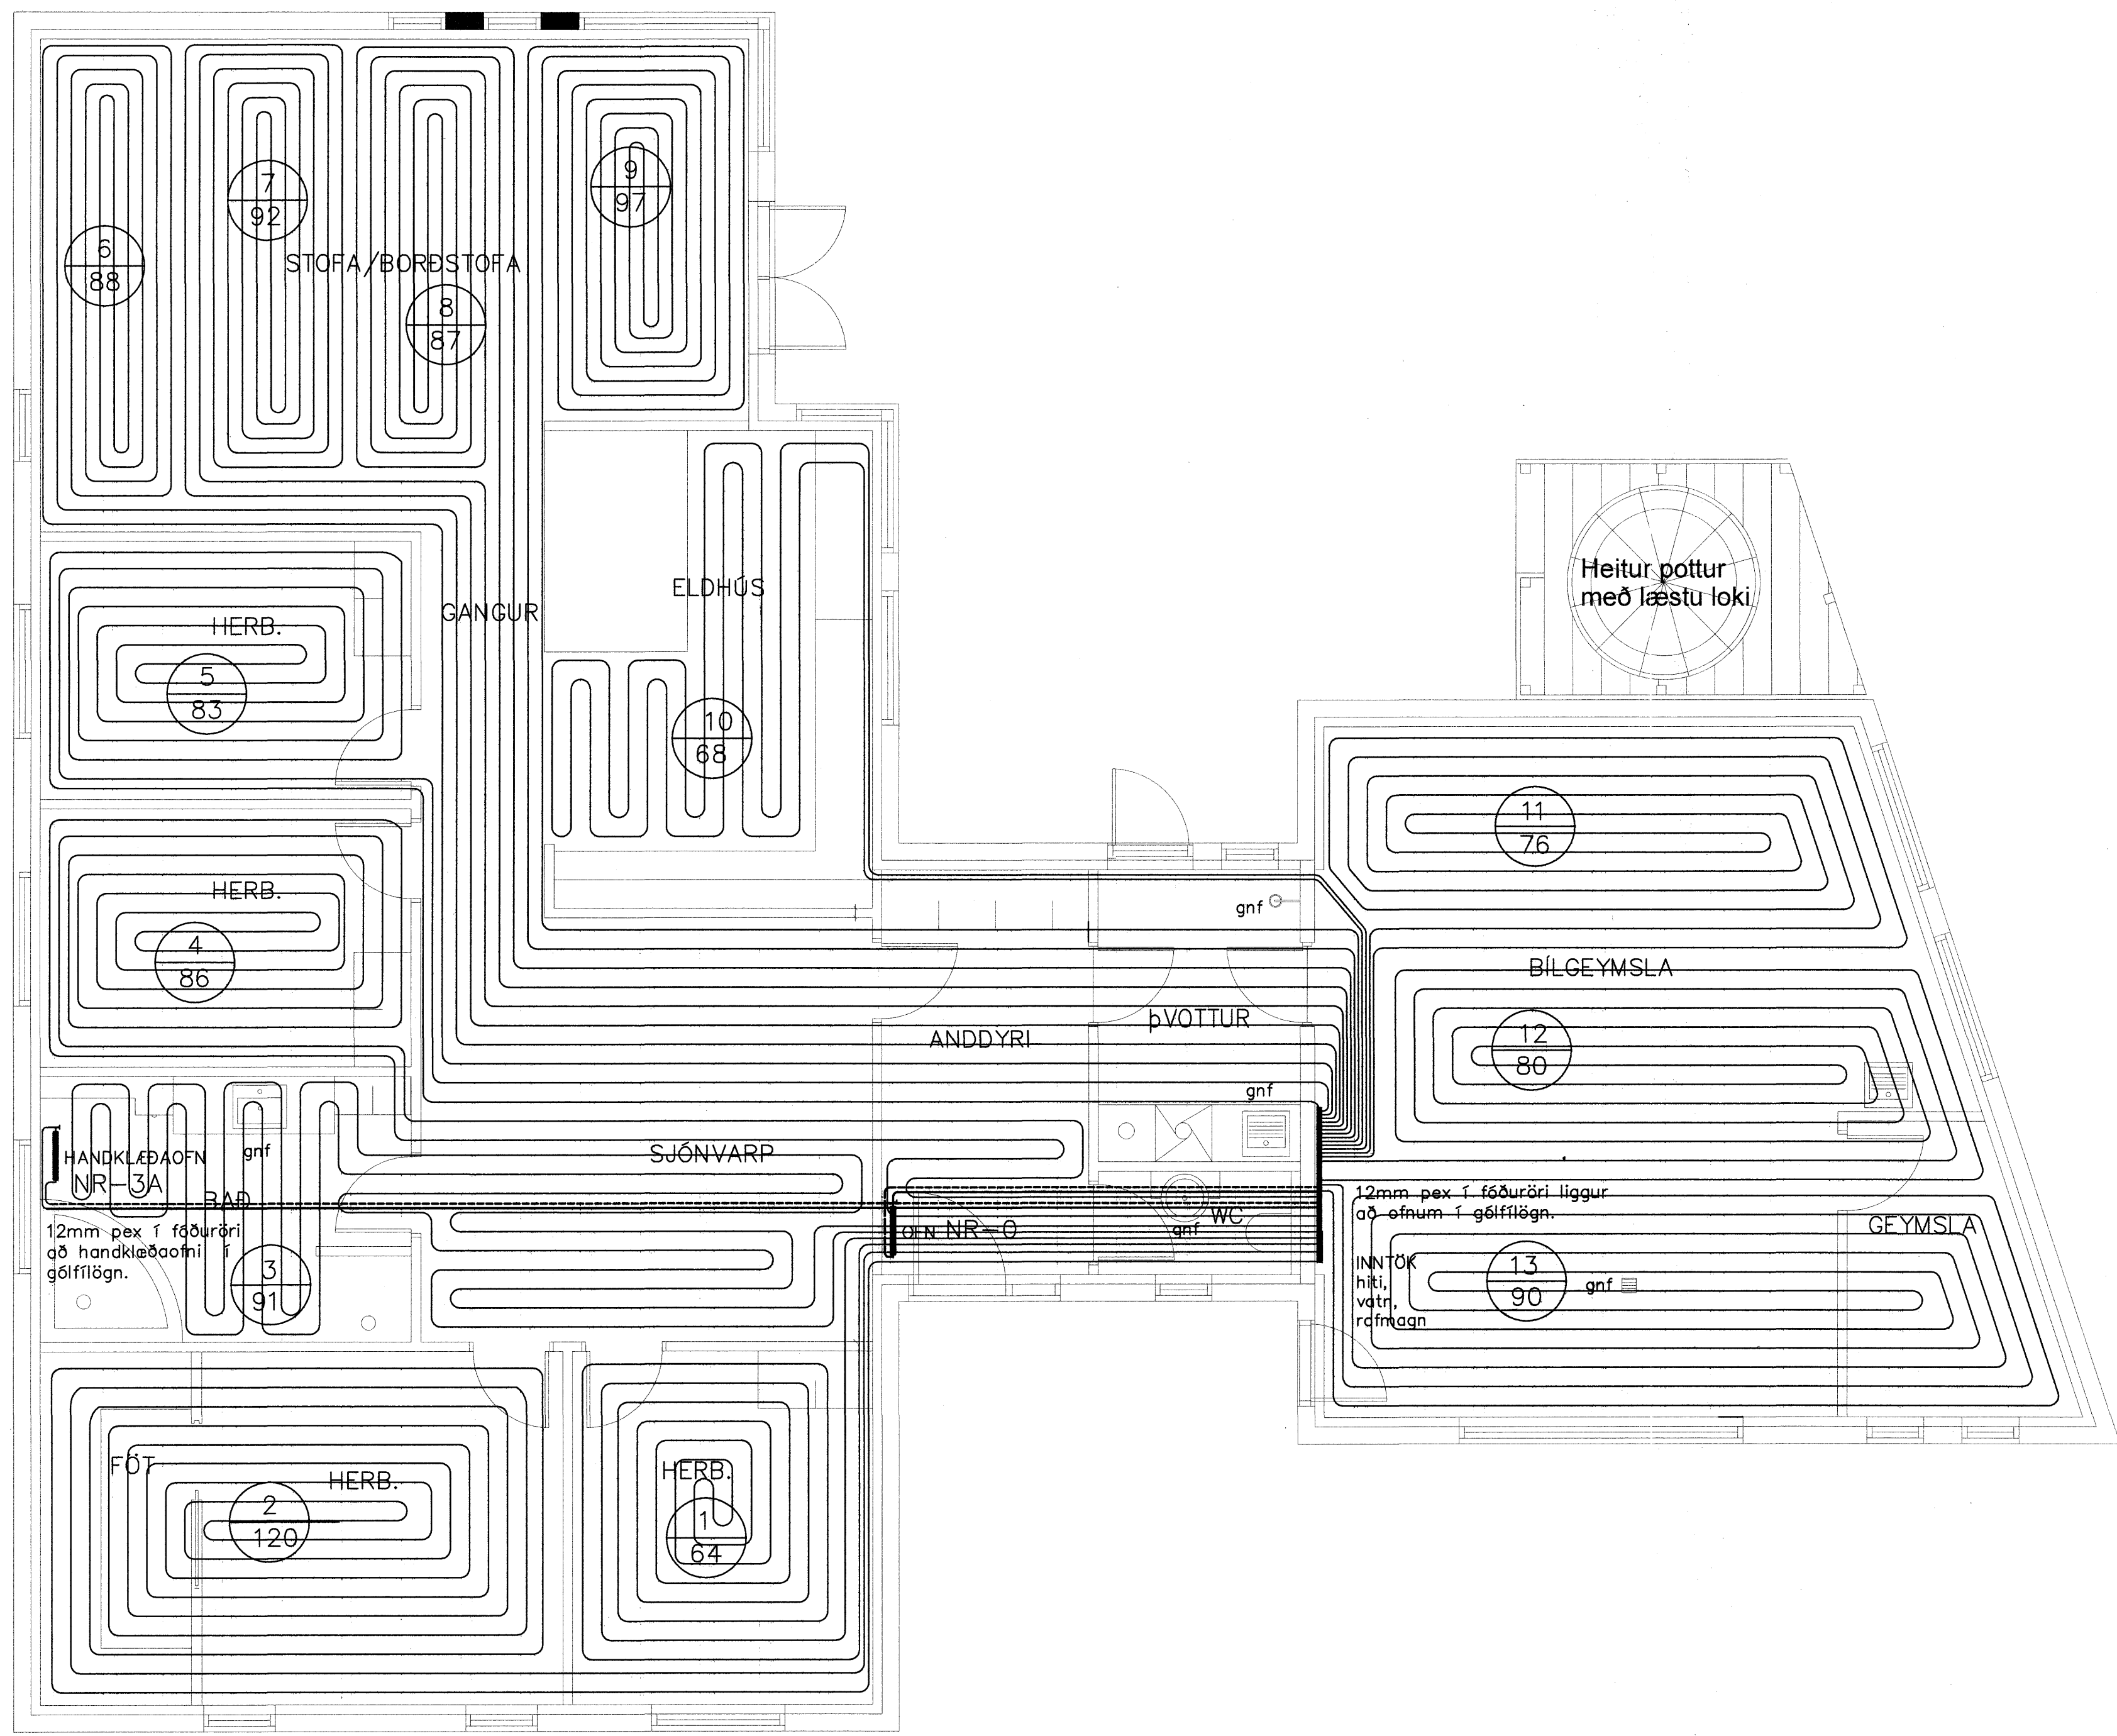 9
97
7
92
6
88
STOFA/BORÐSTOFA
8
87
Heitur pottur
með læstu loki
ELDHÚS
GANGUR
HERB.
5
83
10
68
11
76
HERB.
gnf
4
86
BÍLGEYMSLA
ÞVOTTUR
ANDDYRI
12
80
gnf
SJÓNVARP
HANDKLÆÐAOFN
NR-3A
gnf
BAÐ
12mm pex í fóðuröri
að handklæðaofni í
gólfílögn.
OFN NR-0
WC
gnf
12mm pex í fóðuröri liggur
að ofnum í gólfílögn.
GEYMSLA
INNTÖK
hiti,
vatn,
rafmagn
13
90
gnf
3
91
FÖT
HERB.
2
120
HERB.
1
64